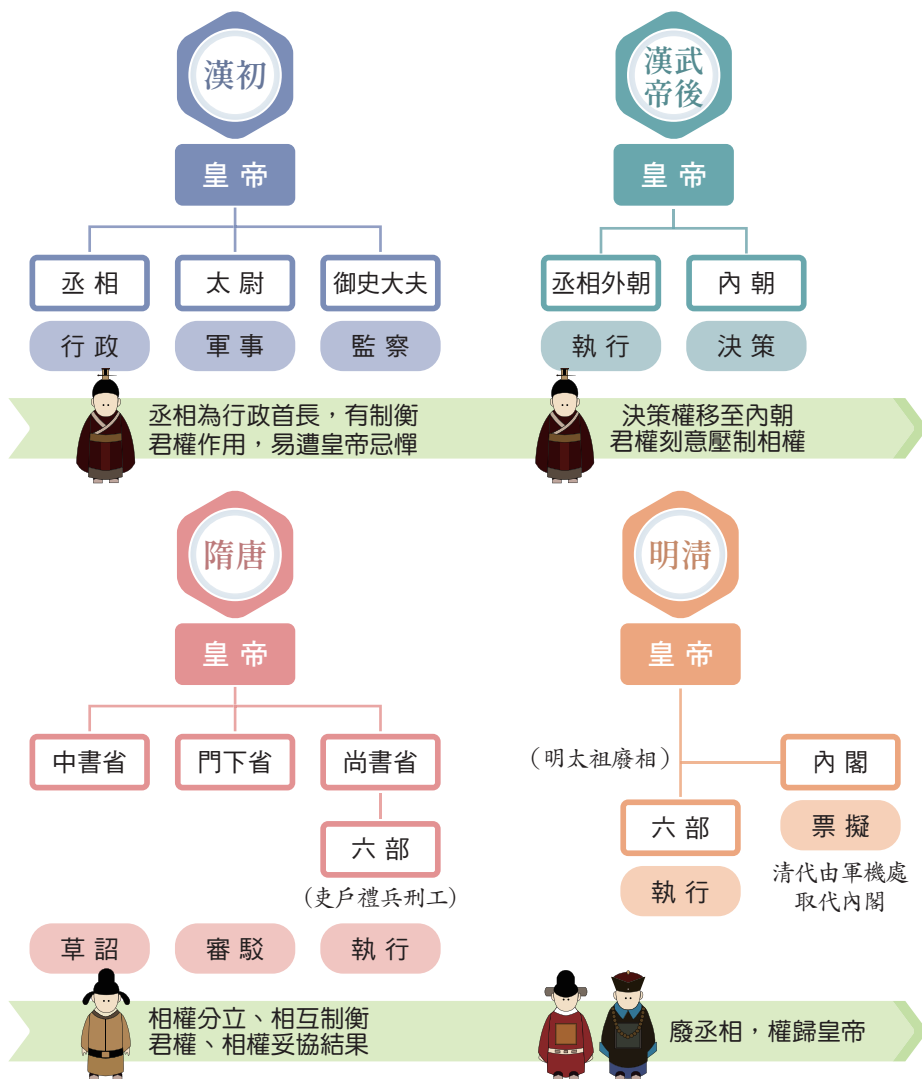 漢初
皇帝
丞相
太尉
御史大夫
行政
軍事
監察
丞相為行政首長，有制衡
君權作用，易遭皇帝忌憚
漢武
帝後
皇帝
丞相外朝
內朝
執行
決策
決策權移至內朝
君權刻意壓制相權
隋唐
皇帝
中書省
門下省
尚書省
六部
(吏戶禮兵刑工)
草詔
審駁
執行
相權分立、相互制衡
君權、相權妥協結果
明清
皇帝
（明太祖廢相）
內閣
六部
票擬
執行
清代由軍機處
取代內閣
廢丞相，權歸皇帝